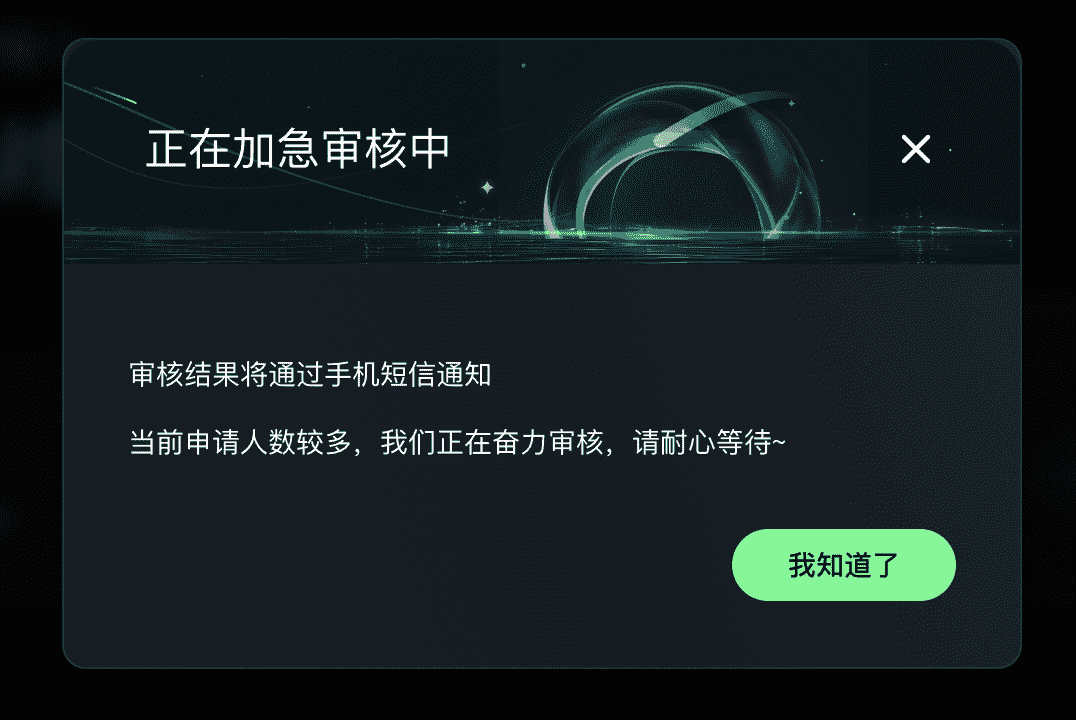 正在加急审核中
审核结果将通过手机短信通知
当前申请人数较多，我们正在奋力审核，请耐心等待~
我知道了